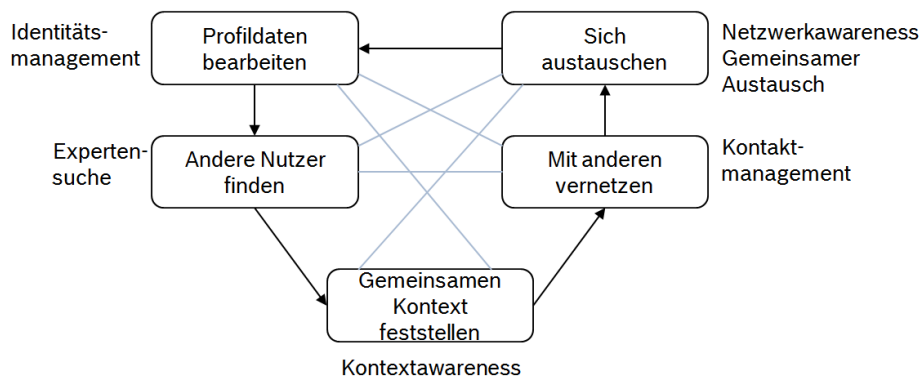 Identitäts-
management
Profildaten
bearbeiten
Sich
austauschen
Netzwerkawareness
Gemeinsamer
Austausch
Experten-
suche
Andere Nutzer
finden
Mit anderen
vernetzen
Kontakt-
management
Gemeinsamen
Kontext
feststellen
Kontextawareness